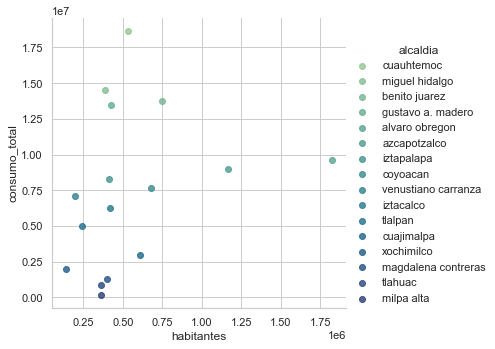 1e7
1.75
1.50
1.25
1.00
0.75
0.50
0.25
0.00
consumo_total
0.25 0.50 0.75 1.00 1.25 1.50 1.75
1e6
habitantes
alcaldia
cuauhtemoc
miguel hidalgo
benito juarez
gustavo a. madero
alvaro obregon
azcapotzalco
iztapalapa
coyoacan
venustiano carranza
iztacalco
tlalpan
cuajimalpa
xochimilco
magdalena contreras
tlahuac
milpa alta